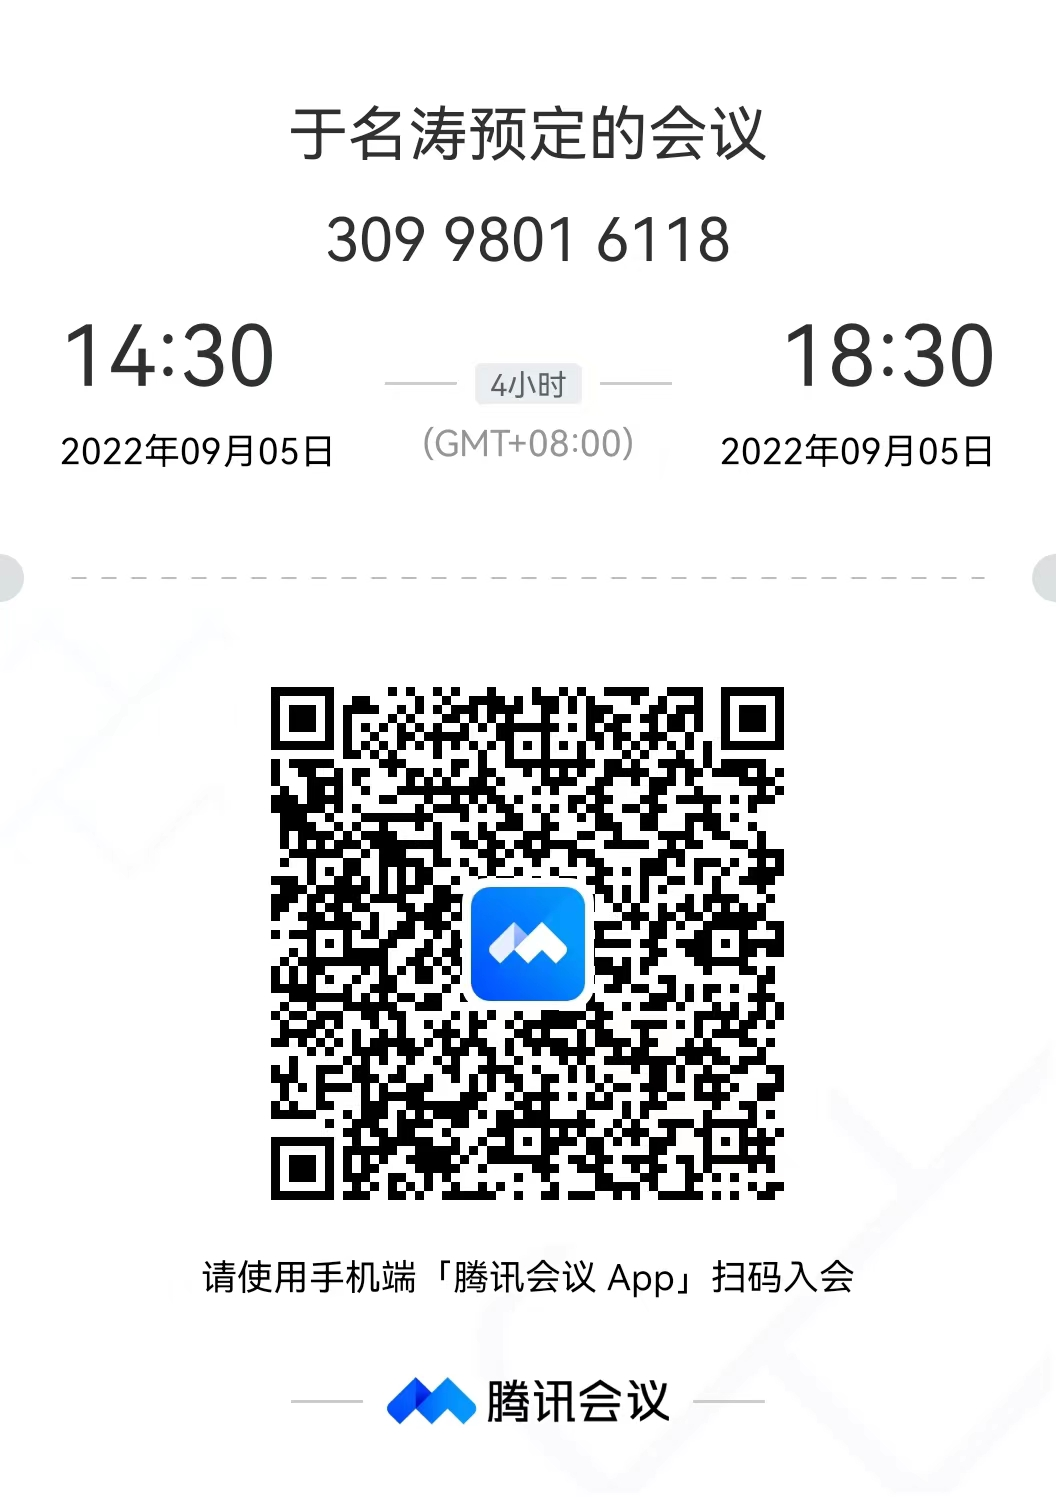 于名涛预定的会议
309 9801 6118
14:30
4小时
18:30
2022年09月05日
(GMT+08:00)
2022年09月05日
请使用手机端「腾讯会议 App」扫码入会
腾讯会议